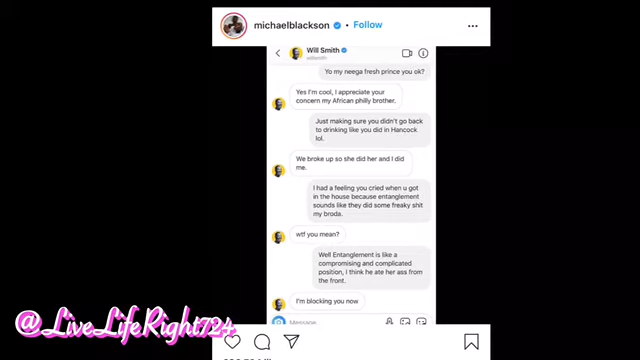 michaelblackson • Follow
Will Smith
willsmith
Yo my neega fresh prince you ok?
Yes I'm cool, I appreciate your
concern my African philly brother.
Just making sure you didn't go back
to drinking like you did in Hancock
lol.
We broke up so she did her and I did
me.
I had a feeling you cried when u got
in the house because entanglement
sounds like they did some freaky shit
my broda.
wtf you mean?
Well Entanglement is like a
compromising and complicated
position, I think he ate her ass from
the front.
I'm blocking you now
Message...
@LiveLifeRight724